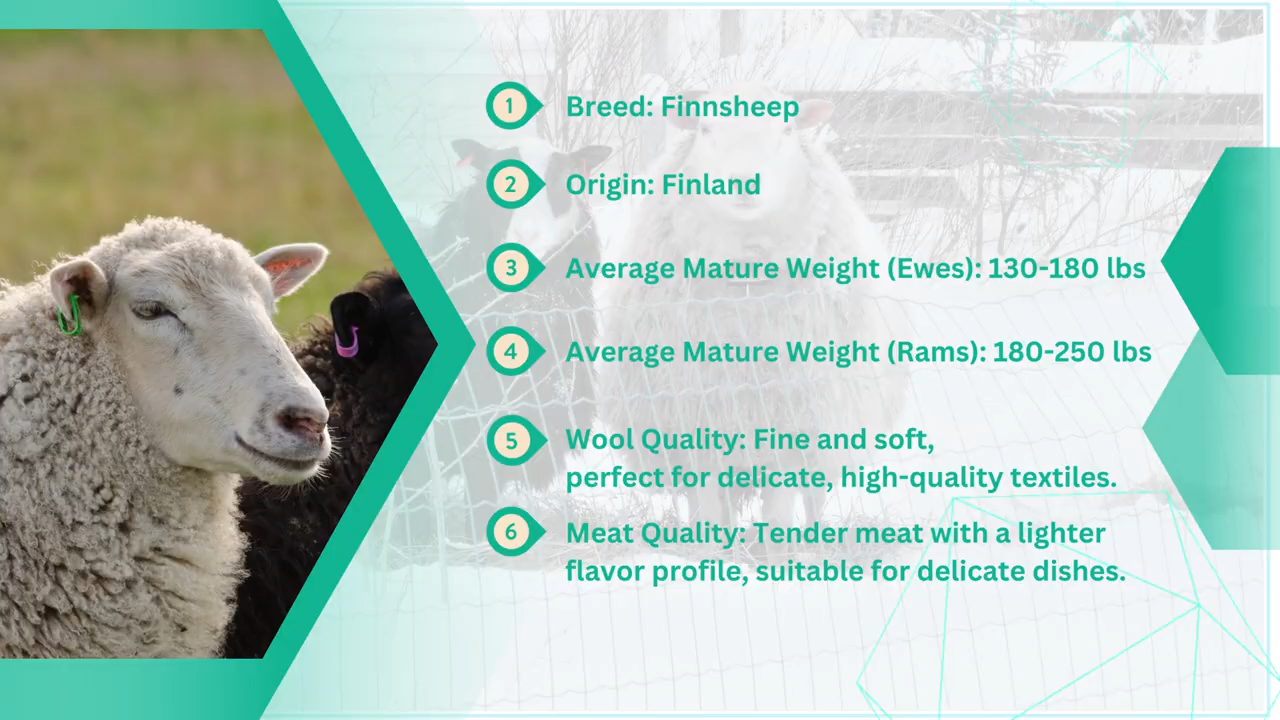 1 Breed: Finnsheep
2 Origin: Finland
3 Average Mature Weight (Ewes): 130-180 lbs
4 Average Mature Weight (Rams): 180-250 lbs
5 Wool Quality: Fine and soft,
perfect for delicate, high-quality textiles.
6 Meat Quality: Tender meat with a lighter
flavor profile, suitable for delicate dishes.